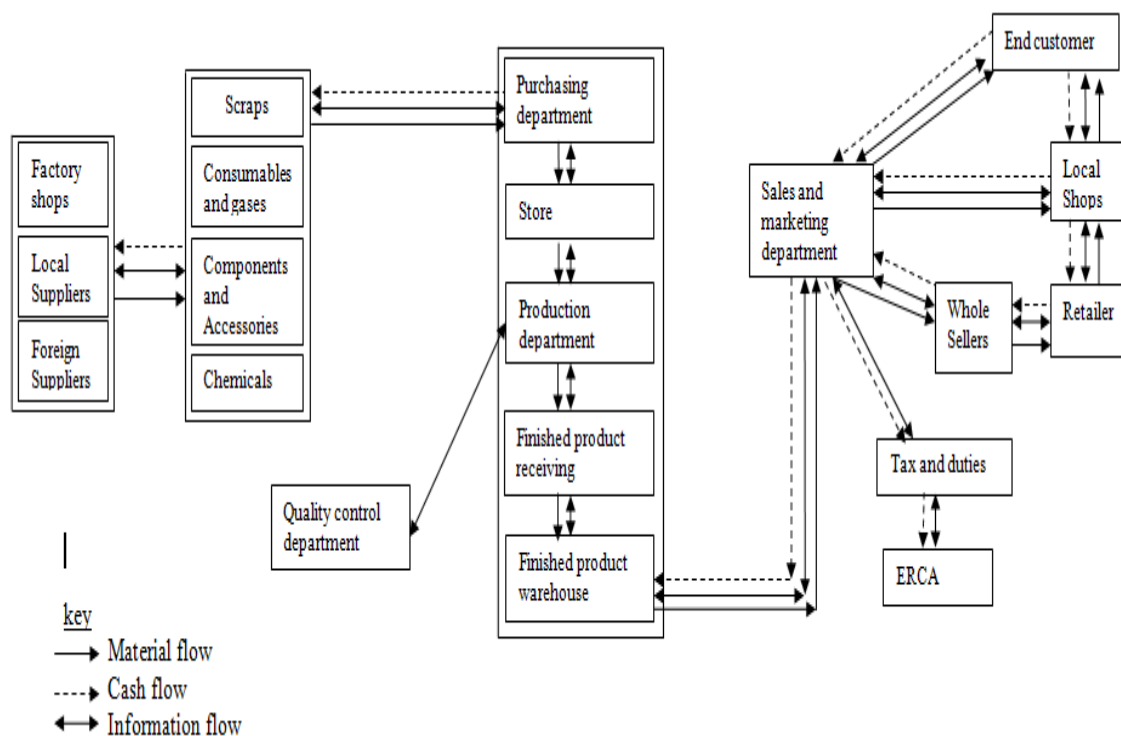 Factory
shops
Local
Suppliers
Foreign
Suppliers
Scraps
Consumables
and gases
Components
and
Accessories
Chemicals
Purchasing
department
Store
Production
department
Finished product
receiving
Finished product
warehouse
Quality control
department
Sales and
marketing
department
End customer
Local
Shops
Retailer
Whole
Sellers
Tax and duties
ERCA
key
Material flow
Cash flow
Information flow